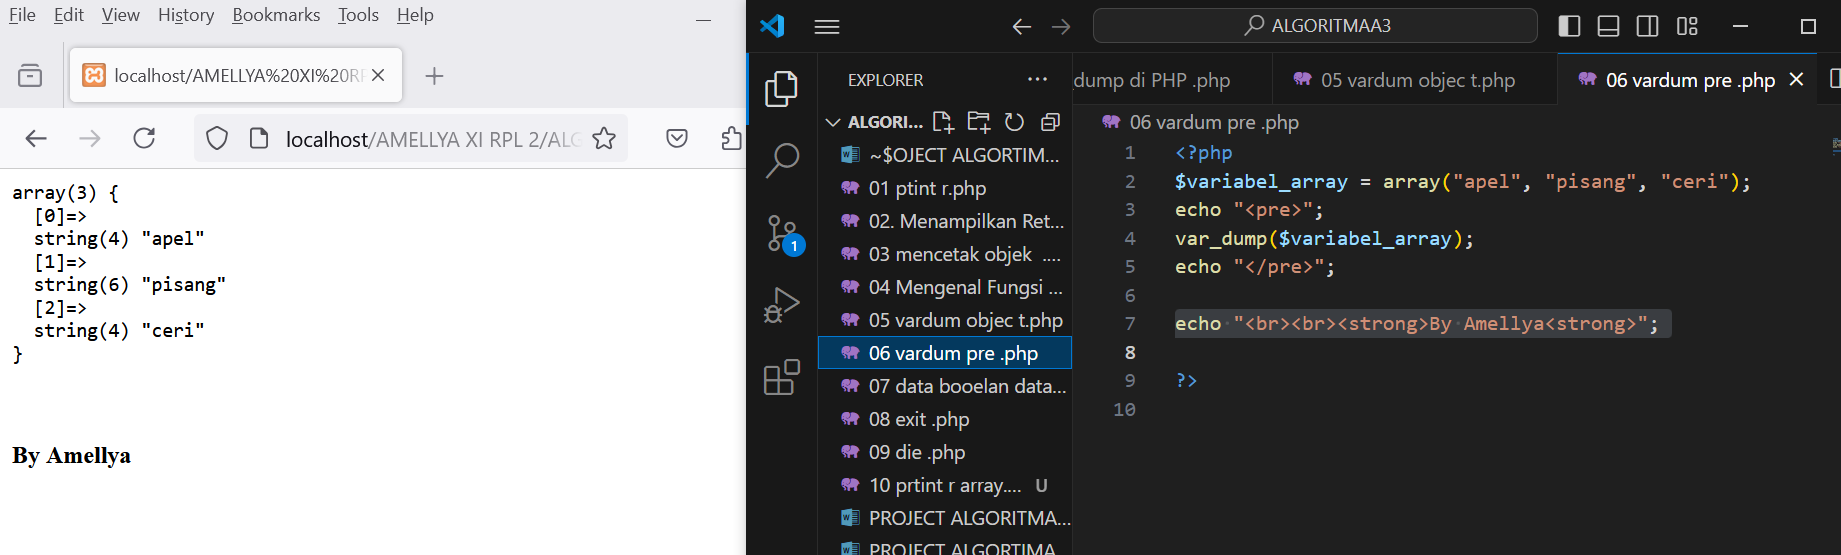 File Edit View History Bookmarks Tools Help
localhost/AMELLYA%20XI%20RP
localhost/AMELLYA XI RPL 2/ALG
array(3) {
  [0]=>
  string(4) "apel"
  [1]=>
  string(6) "pisang"
  [2]=>
  string(4) "ceri"
}
By Amellya
ALGORITMAA3
EXPLORER
ALGORI...
~$OJECT ALGORTIM...
01 ptint r.php
02. Menampilkan Ret...
03 mencetak objek ....
04 Mengenal Fungsi ...
05 vardum objec t.php
06 vardum pre .php
07 data booelan data...
08 exit .php
09 die .php
10 prtint r array.... U
PROJECT ALGORITMA...
PROJECT ALGORTIMA
1
_dump di PHP .php
05 vardum objec t.php
06 vardum pre .php
06 vardum pre .php
1 <?php
2 $variabel_array = array("apel", "pisang", "ceri");
3 echo "<pre>";
4 var_dump($variabel_array);
5 echo "</pre>";
6
7 echo "<br><br><strong>By Amellya<strong>";
8
9 ?>
10